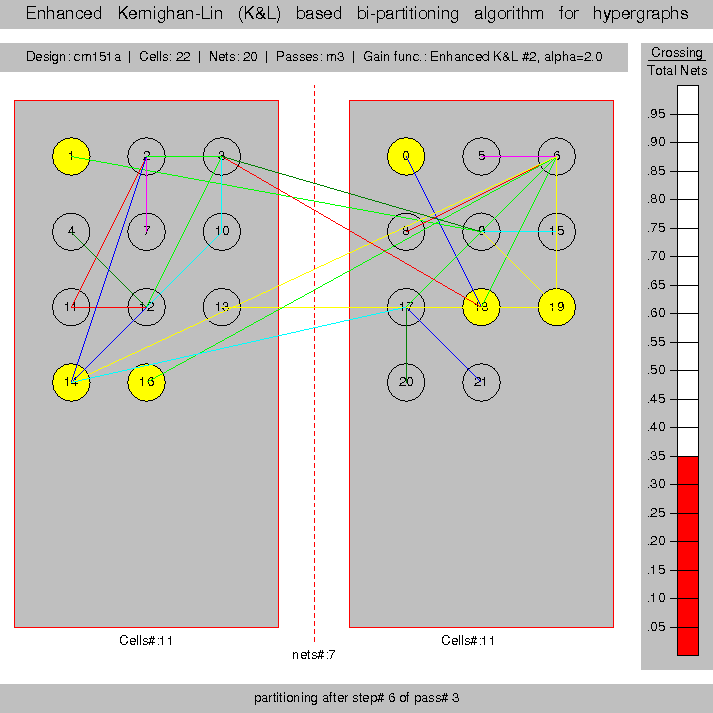 Enhanced Kernighan-Lin (K&L) based bi-partitioning algorithm for hypergraphs
Design: cm151a | Cells: 22 | Nets: 20 | Passes: m3 | Gain func.: Enhanced K&L #2, alpha=2.0
Crossing
Total Nets
.95
.90
.85
.80
.75
.70
.65
.60
.55
.50
.45
.40
.35
.30
.25
.20
.15
.10
.05
1 2 3 0 5 6
4 7 10 8 9 15
11 12 13 17 18 19
14 16 20 21
Cells#:11 Cells#:11
nets#:7
partitioning after step# 6 of pass# 3